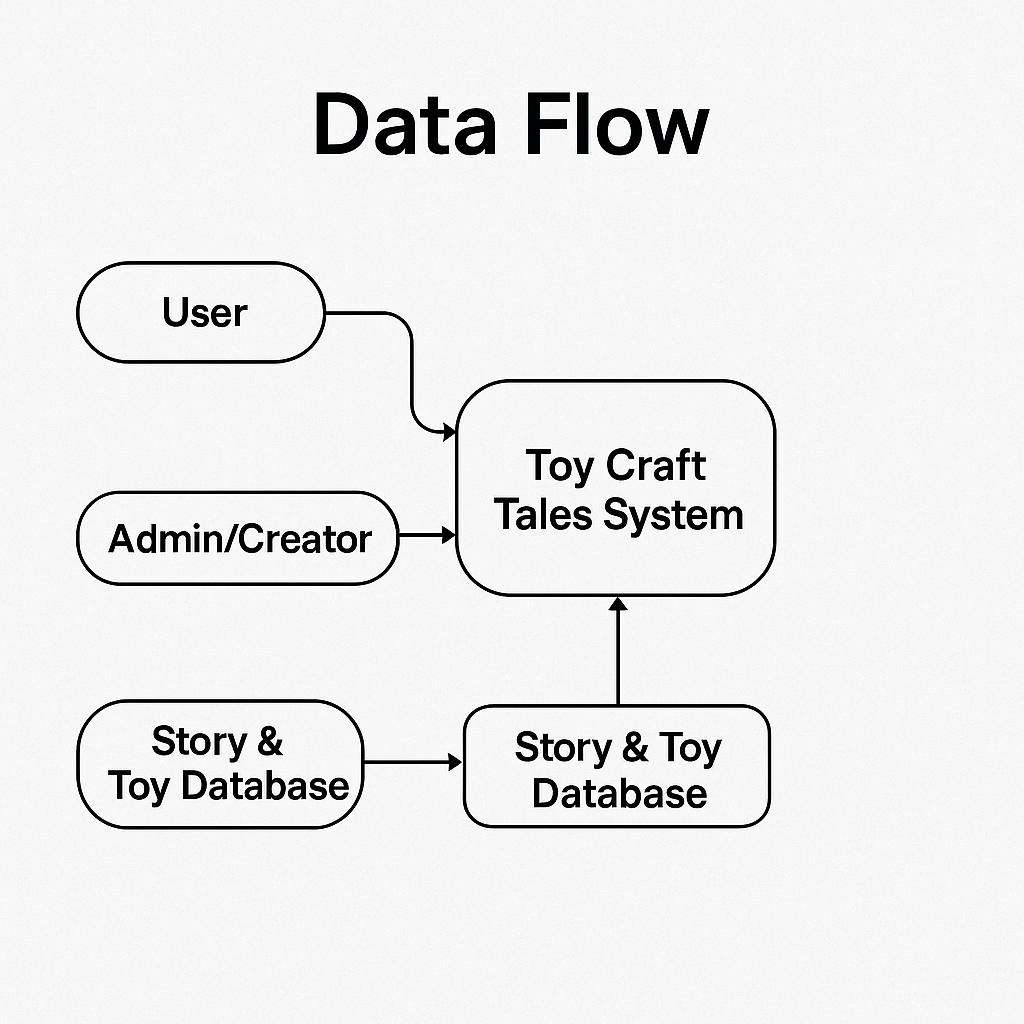 Data Flow
User
Toy Craft
Tales System
Admin/Creator
Story &
Toy Database
Story & Toy
Database